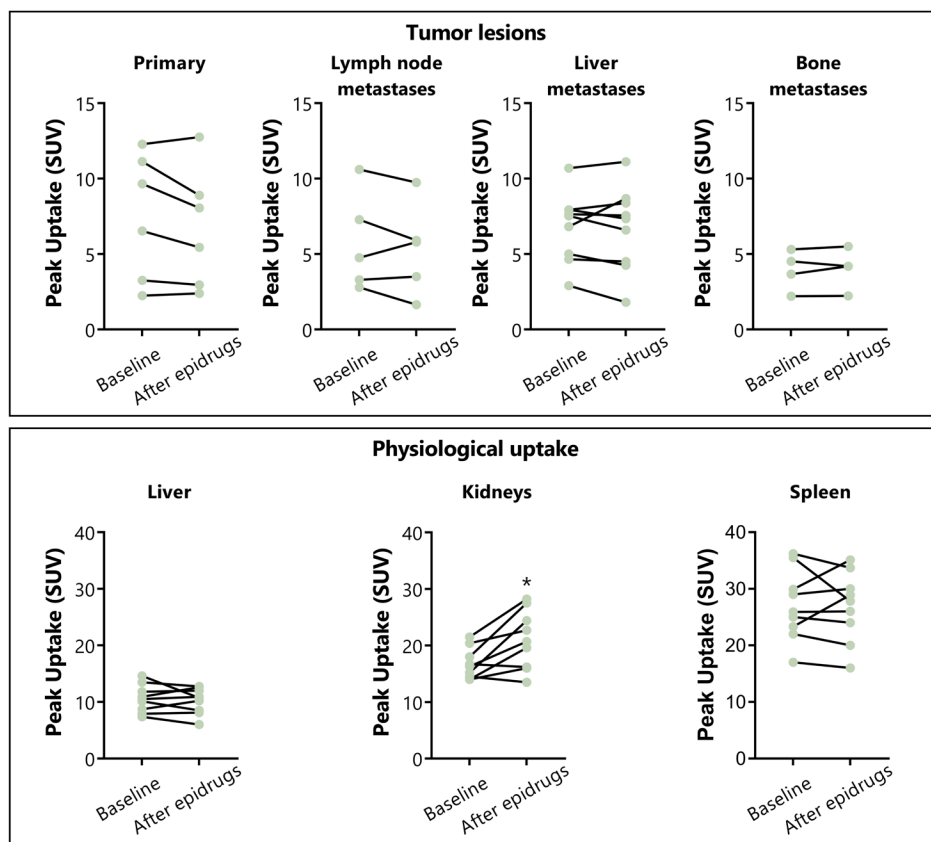 Tumor lesions
Primary
Peak Uptake (SUV)
15
10
5
0
Baseline
After epidrugs
Lymph node
metastases
Peak Uptake (SUV)
15
10
5
0
Baseline
After epidrugs
Liver
metastases
Peak Uptake (SUV)
15
10
5
0
Baseline
After epidrugs
Bone
metastases
Peak Uptake (SUV)
15
10
5
0
Baseline
After epidrugs
Physiological uptake
Liver
Peak Uptake (SUV)
40
30
20
10
0
Baseline
After epidrugs
Kidneys
Peak Uptake (SUV)
40
30
20
10
0
*
Baseline
After epidrugs
Spleen
Peak Uptake (SUV)
40
30
20
10
0
Baseline
After epidrugs